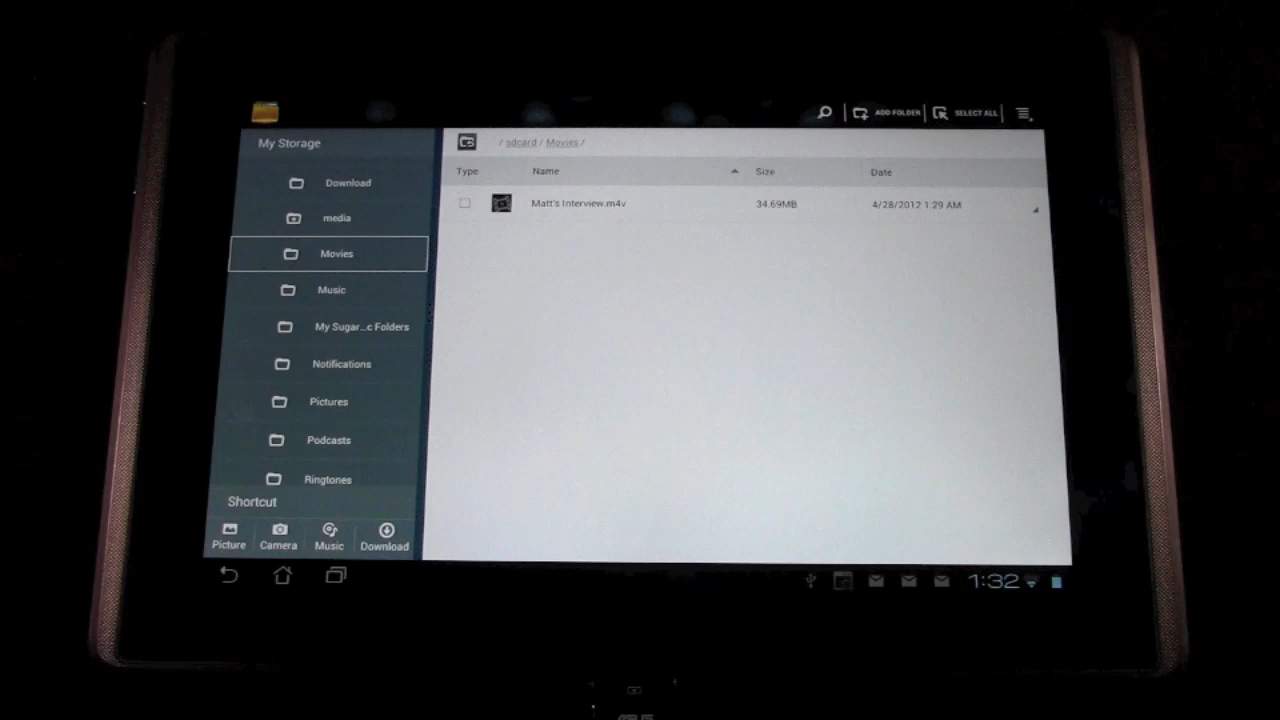 ADD FOLDER
SELECT ALL
My Storage
/ sdcard / Movies /
Type Name Size Date
Matt's Interview.m4v 34.69MB 4/28/2012 1:29 AM
Download
media
Movies
Music
My Sugar...c Folders
Notifications
Pictures
Podcasts
Ringtones
Shortcut
Picture Camera Music Download
1:32
ASUS